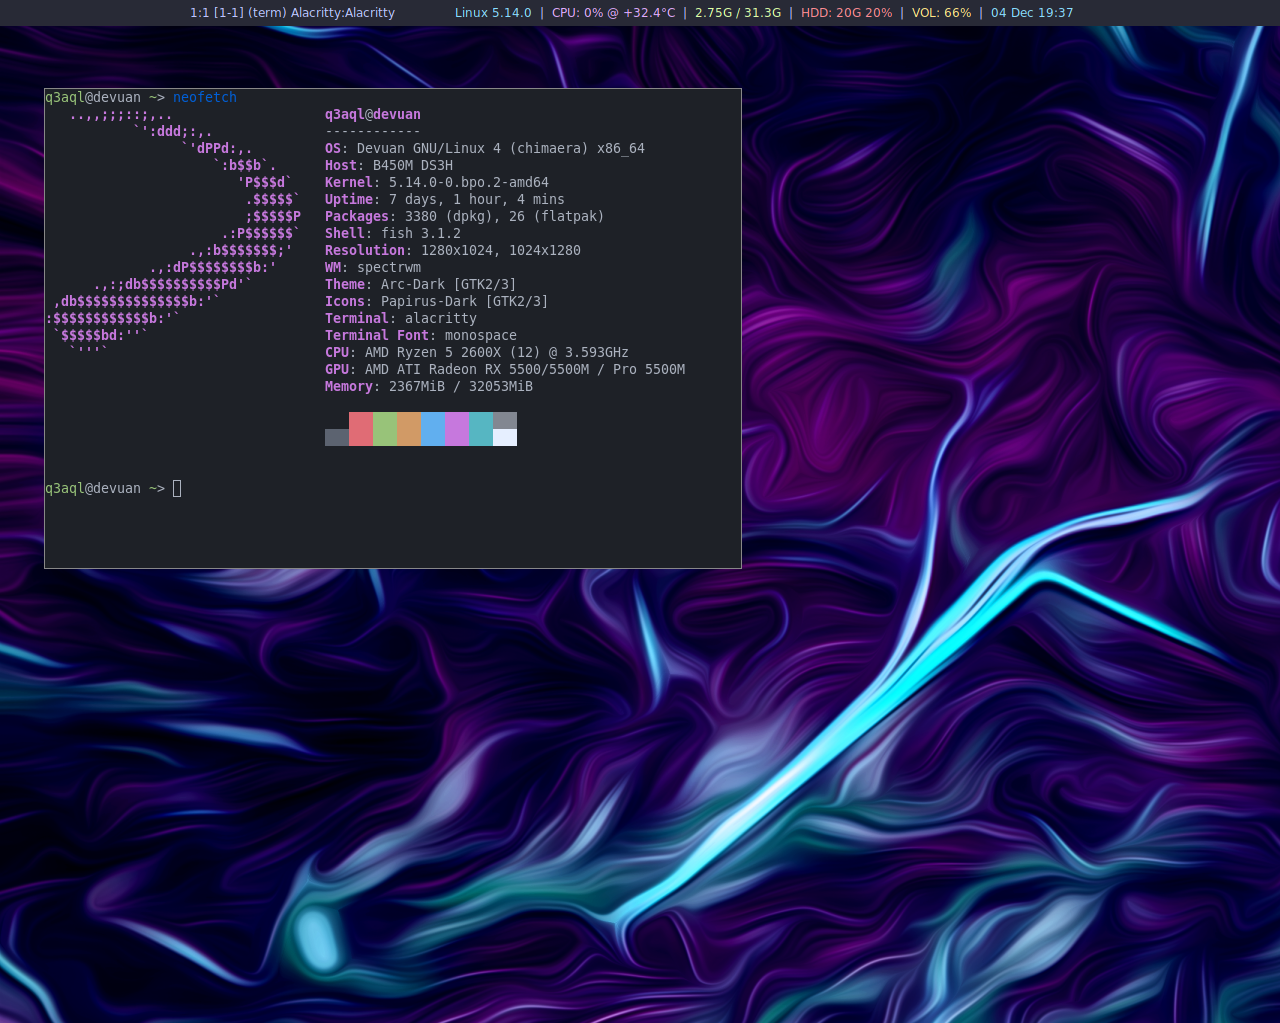 1:1 [1-1] (term) Alacritty:Alacritty Linux 5.14.0 | CPU: 0% @ +32.4°C | 2.75G / 31.3G | HDD: 20G 20% | VOL: 66% | 04 Dec 19:37
q3aql@devuan ~> neofetch
..,,;;;::;,.. q3aql@devuan
`':ddd;:,. ------------
`'dPPd:,. OS: Devuan GNU/Linux 4 (chimaera) x86_64
`:b$$b`. Host: B450M DS3H
'P$$$d` Kernel: 5.14.0-0.bpo.2-amd64
.$$$$$` Uptime: 7 days, 1 hour, 4 mins
;$$$$$P Packages: 3380 (dpkg), 26 (flatpak)
.:P$$$$$$` Shell: fish 3.1.2
.,:b$$$$$$$;' Resolution: 1280x1024, 1024x1280
.,:dP$$$$$$$$b:' WM: spectrwm
.,:;db$$$$$$$$$$Pd'` Theme: Arc-Dark [GTK2/3]
,db$$$$$$$$$$$$$$b:'` Icons: Papirus-Dark [GTK2/3]
:$$$$$$$$$$$$b:'` Terminal: alacritty
`$$$$$bd:''` Terminal Font: monospace
`'''` CPU: AMD Ryzen 5 2600X (12) @ 3.593GHz
GPU: AMD ATI Radeon RX 5500/5500M / Pro 5500M
Memory: 2367MiB / 32053MiB
q3aql@devuan ~>